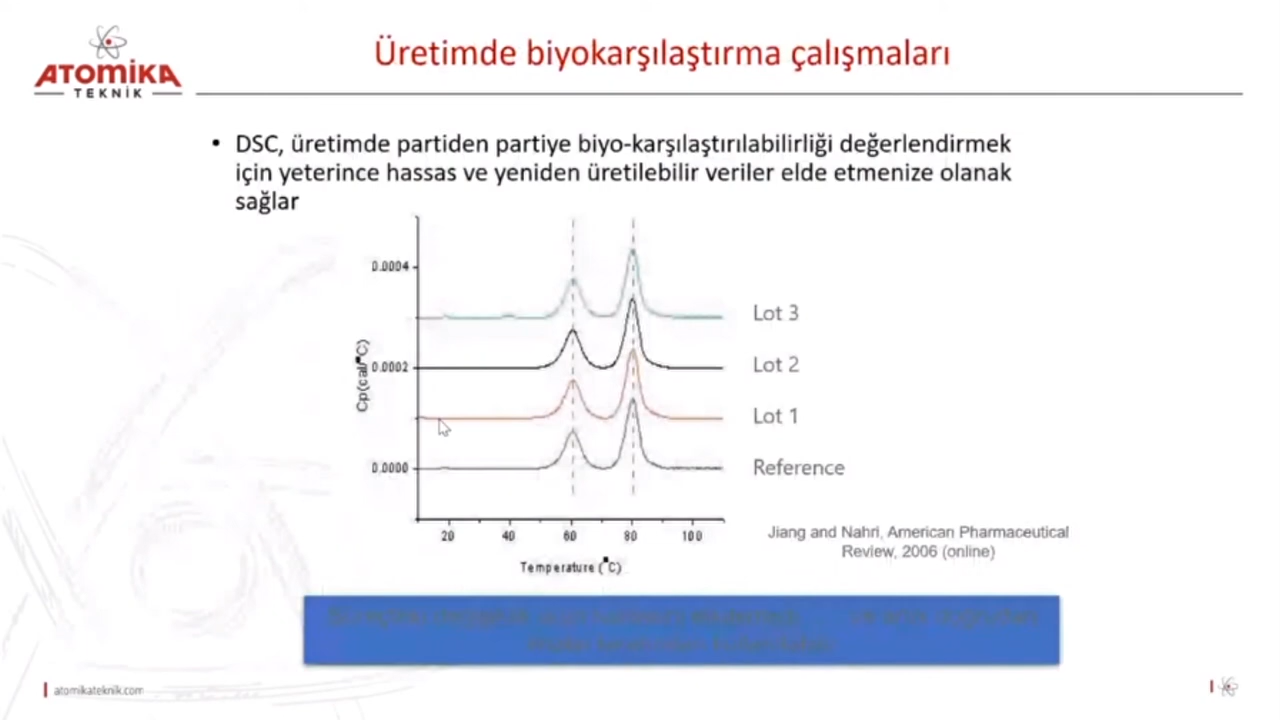 ATOMİKA
TEKNİK
Üretimde biyokarşılaştırma çalışmaları
• DSC, üretimde partiden partiye biyo-karşılaştırılabilirliği değerlendirmek
için yeterince hassas ve yeniden üretilebilir veriler elde etmenize olanak
sağlar
0.0004
0.0002
0.0000
Cp(cal/°C)
20 40 60 80 100
Temperature (°C)
Lot 3
Lot 2
Lot 1
Reference
Jiang and Nahri, American Pharmaceutical
Review, 2006 (online)
atomikateknik.com